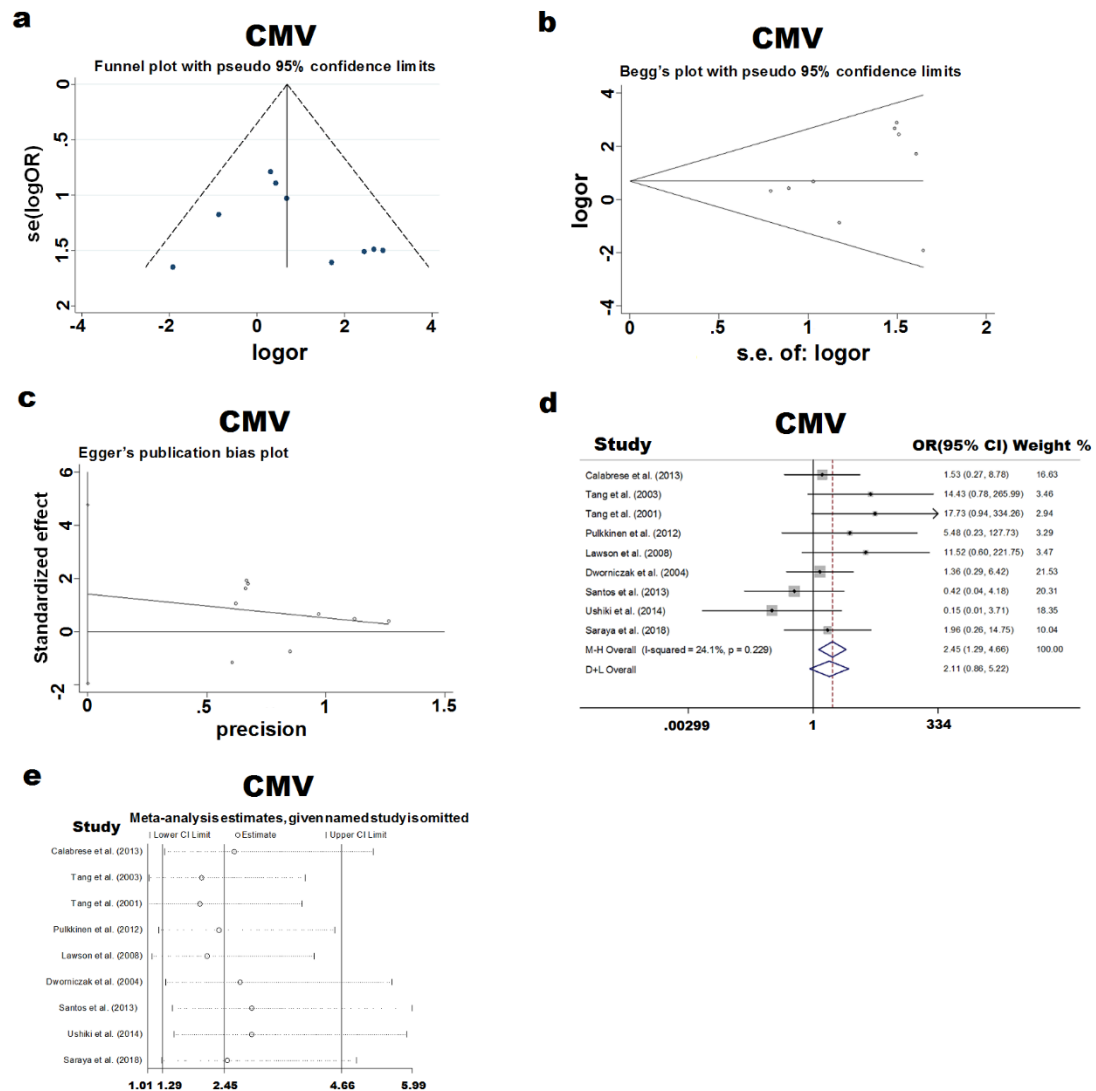 a
CMV
Funnel plot with pseudo 95% confidence limits
se(logOR)
0
.5
1
1.5
2
-4 -2 0 2 4
logor
b
CMV
Begg's plot with pseudo 95% confidence limits
logor
4
2
0
-2
-4
0 .5 1 1.5 2
s.e. of: logor
c
CMV
Egger's publication bias plot
Standardized effect
6
4
2
0
-2
0 .5 1 1.5
precision
d
CMV
Study OR(95% CI) Weight %
Calabrese et al. (2013) 1.53 (0.27, 8.78) 16.63
Tang et al. (2003) 14.43 (0.78, 265.99) 3.46
Tang et al. (2001) 17.73 (0.94, 334.26) 2.94
Pulkkinen et al. (2012) 5.48 (0.23, 127.73) 3.29
Lawson et al. (2008) 11.52 (0.60, 221.75) 3.47
Dworniczak et al. (2004) 1.36 (0.29, 6.42) 21.53
Santos et al. (2013) 0.42 (0.04, 4.18) 20.31
Ushiki et al. (2014) 0.15 (0.01, 3.71) 18.35
Saraya et al. (2018) 1.96 (0.26, 14.75) 10.04
M-H Overall (I-squared = 24.1%, p = 0.229) 2.45 (1.29, 4.66) 100.00
D+L Overall 2.11 (0.86, 5.22)
.00299 1 334
e
CMV
Meta-analysis estimates, given named study is omitted
Study
| Lower CI Limit ○ Estimate | Upper CI Limit
Calabrese et al. (2013)
Tang et al. (2003)
Tang et al. (2001)
Pulkkinen et al. (2012)
Lawson et al. (2008)
Dworniczak et al. (2004)
Santos et al. (2013)
Ushiki et al. (2014)
Saraya et al. (2018)
1.01 1.29 2.45 4.66 5.99